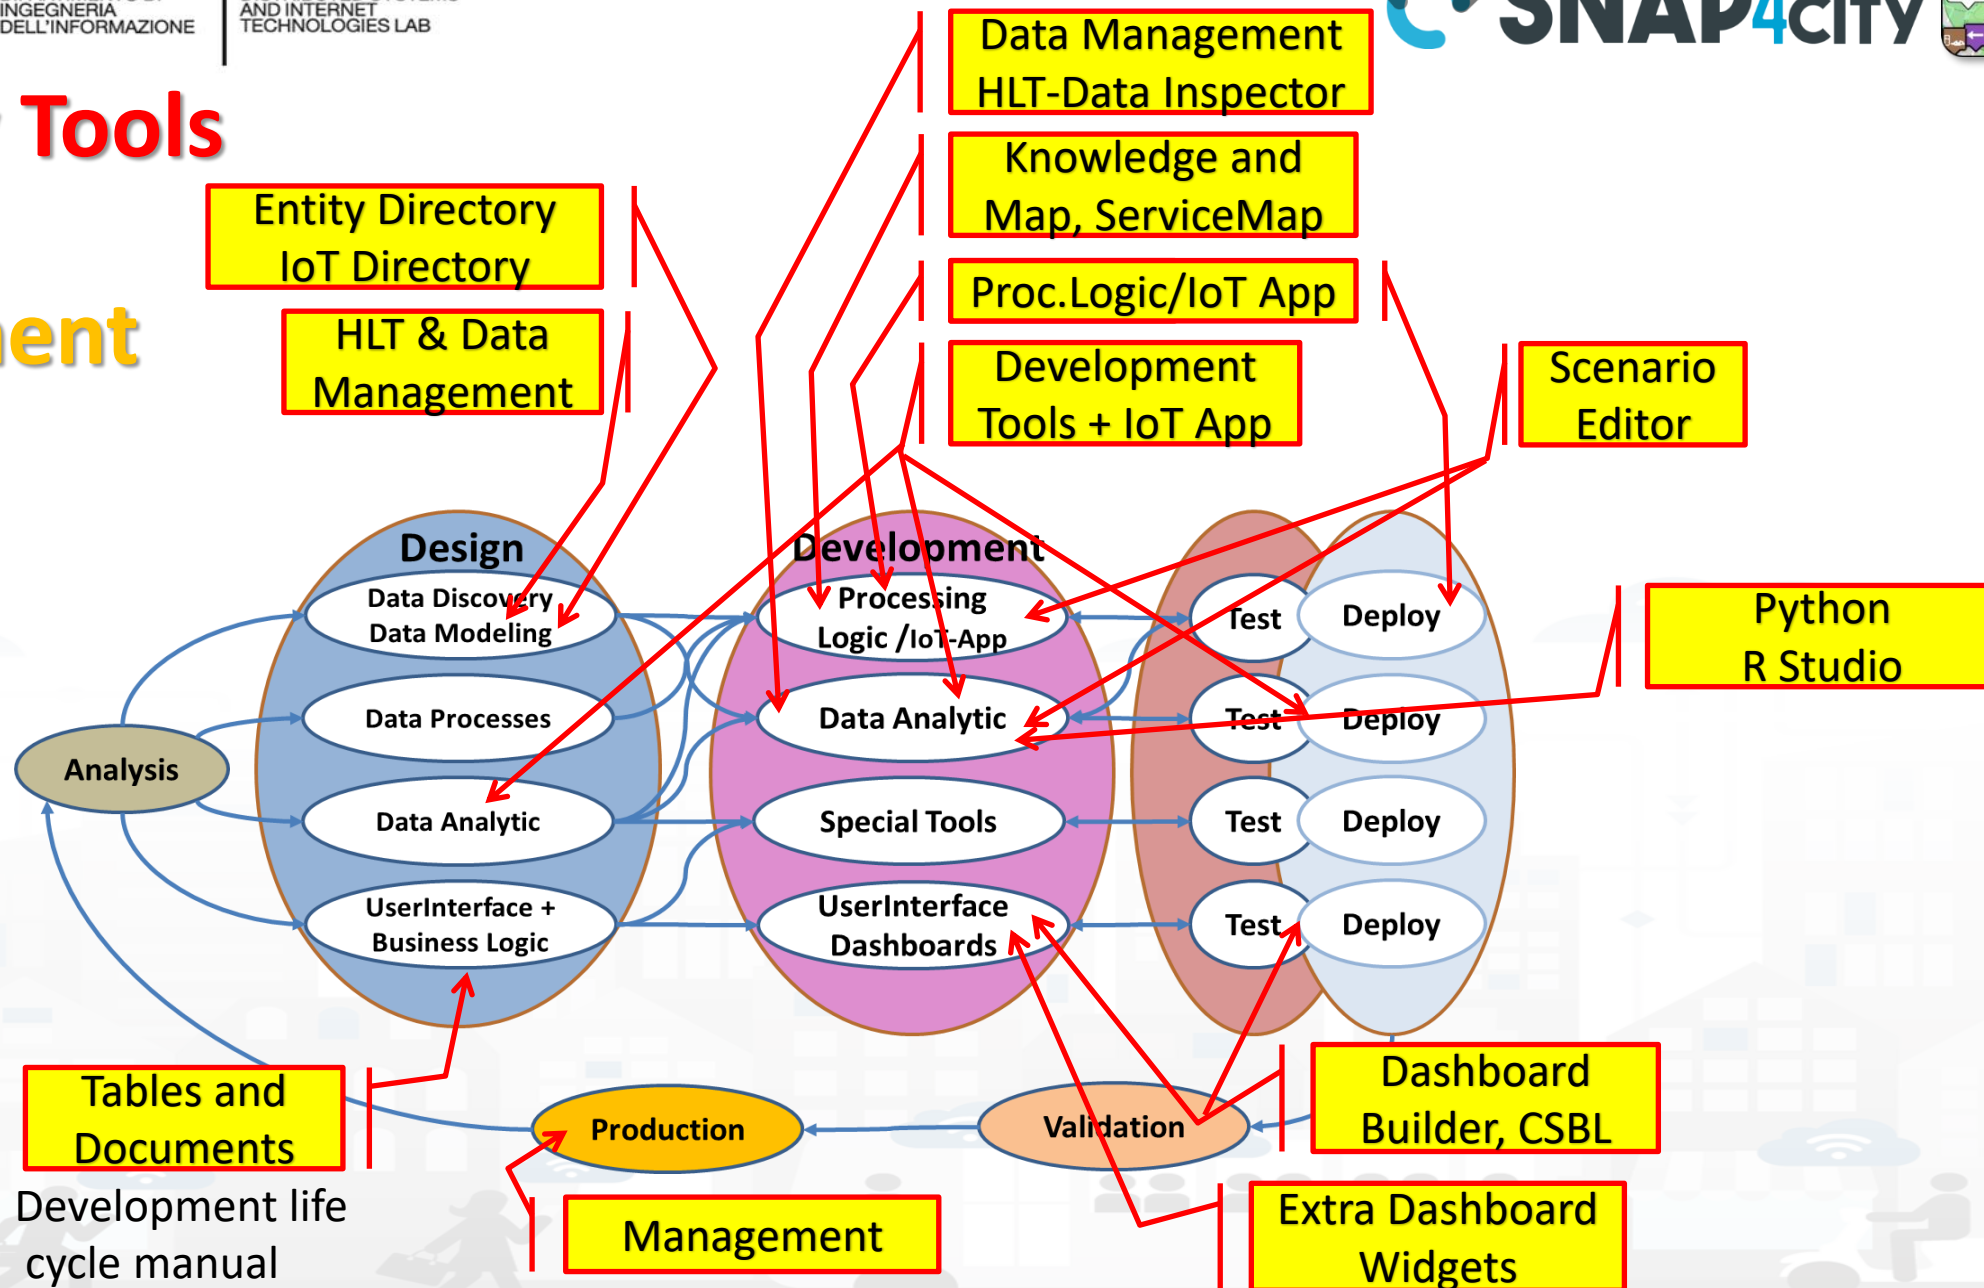 INGEGNERIA
DELL'INFORMAZIONE
AND INTERNET
TECHNOLOGIES LAB
SNAP4CITY
Tools
Data Management
HLT-Data Inspector
Knowledge and
Map, ServiceMap
Entity Directory
IoT Directory
Proc.Logic/IoT App
HLT & Data
Management
Development
Tools + IoT App
Scenario
Editor
Design
Development
Data Discovery
Data Modeling
Processing
Logic /IoT-App
Test
Deploy
Python
R Studio
Data Processes
Data Analytic
Test
Deploy
Analysis
Data Analytic
Special Tools
Test
Deploy
UserInterface +
Business Logic
UserInterface
Dashboards
Test
Deploy
Tables and
Documents
Production
Validation
Dashboard
Builder, CSBL
Development life
cycle manual
Management
Extra Dashboard
Widgets